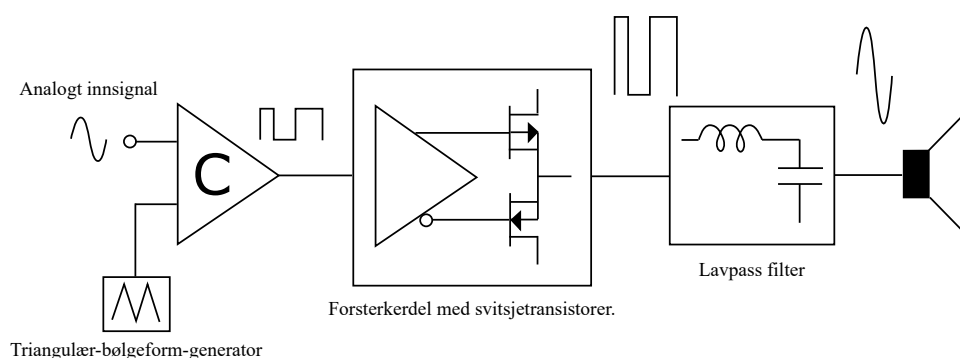 Analogt innsignal
C
Lavpass filter
Forsterkerdel med svitsjetransistorer.
Triangulær-bølgeform-generator